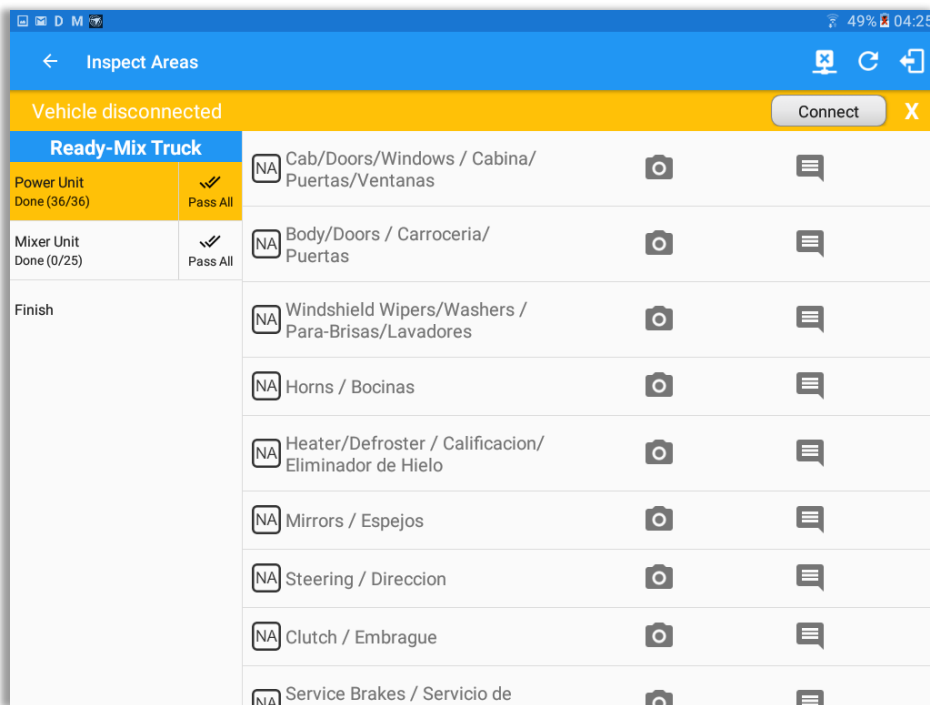 D M 49% 04:25
Inspect Areas
Vehicle disconnected Connect X
Ready-Mix Truck
Power Unit
Done (36/36) Pass All
Mixer Unit
Done (0/25) Pass All
Finish
NA Cab/Doors/Windows / Cabina/
Puertas/Ventanas
NA Body/Doors / Carroceria/
Puertas
NA Windshield Wipers/Washers /
Para-Brisas/Lavadores
NA Horns / Bocinas
NA Heater/Defroster / Calificacion/
Eliminador de Hielo
NA Mirrors / Espejos
NA Steering / Direccion
NA Clutch / Embrague
NA Service Brakes / Servicio de